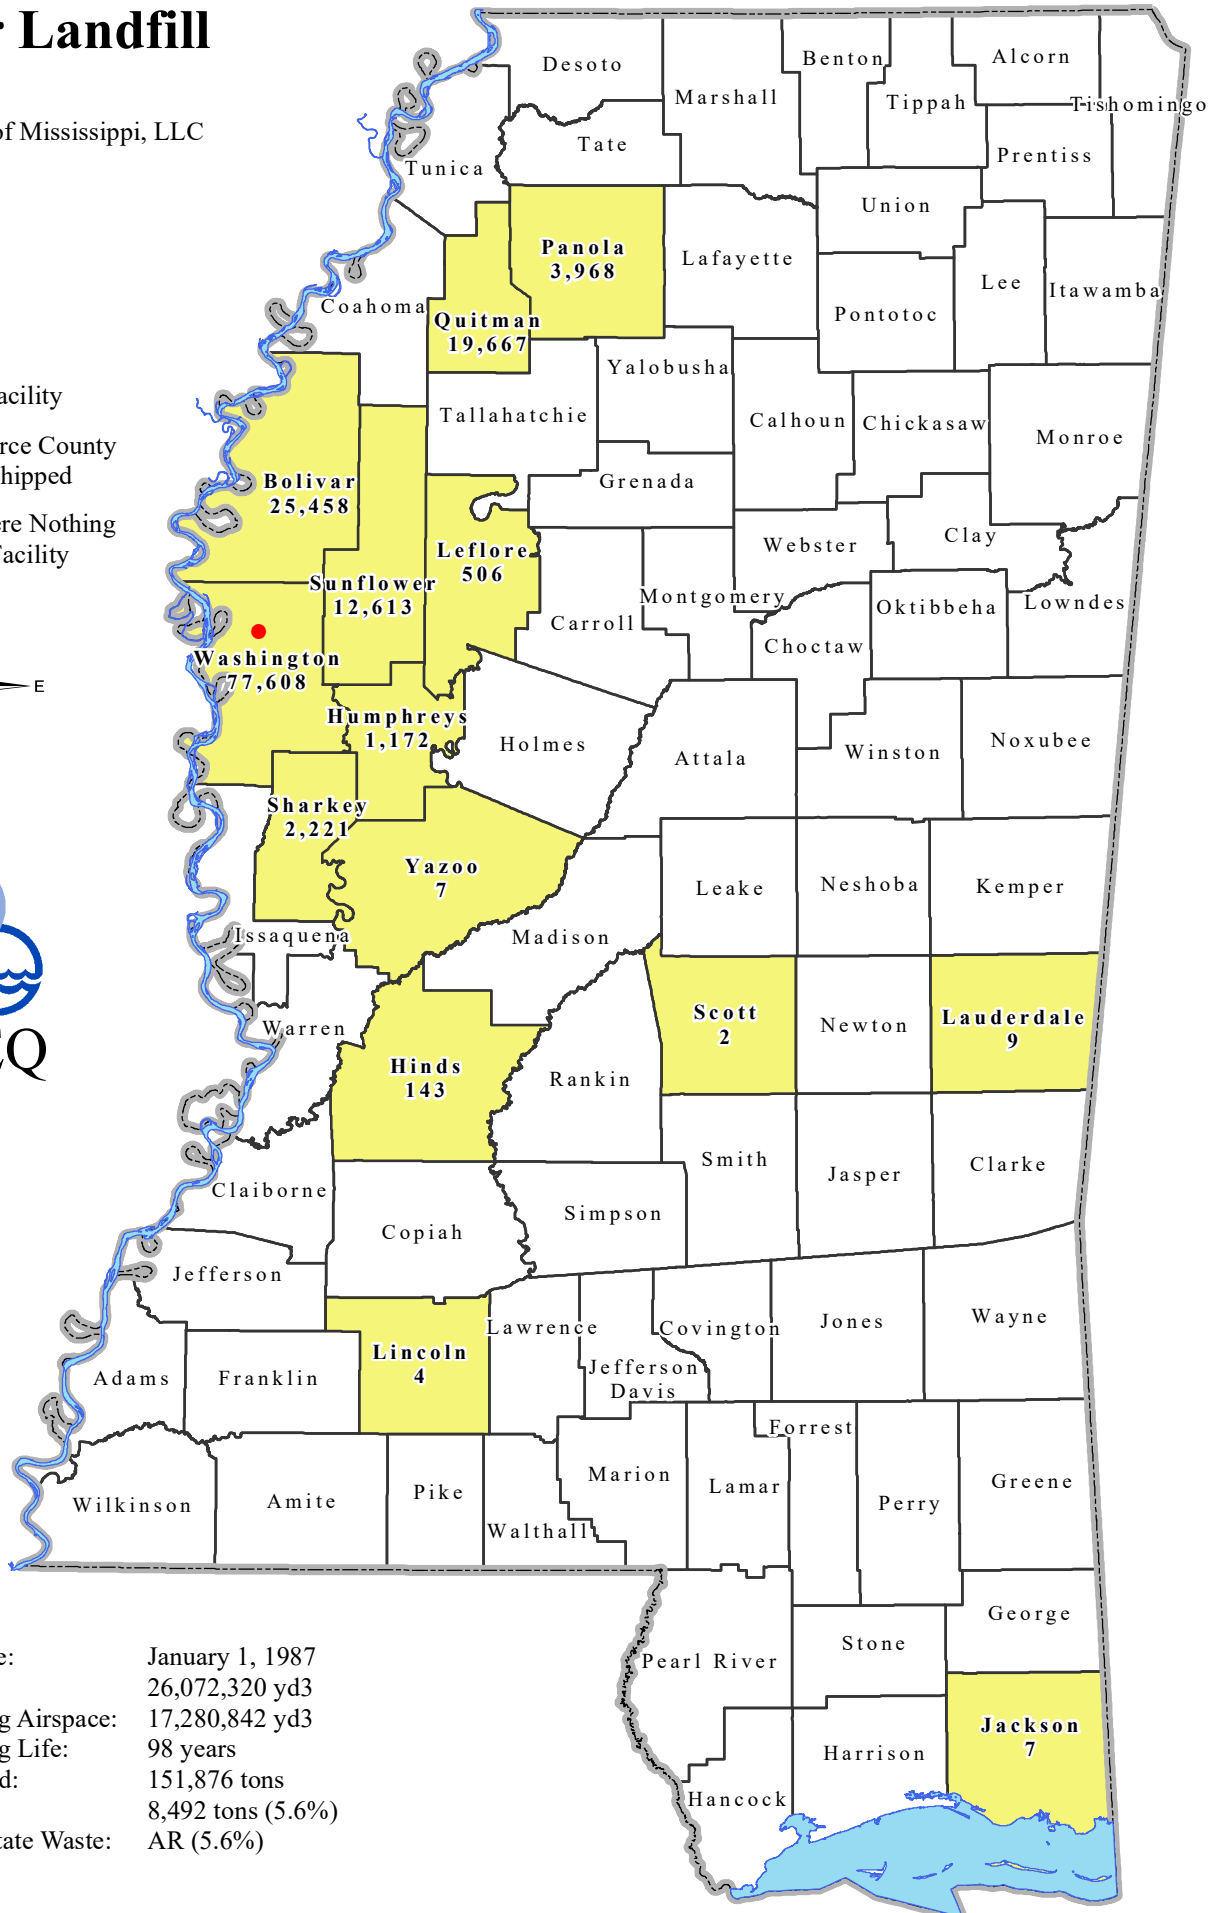 r Landfill
of Mississippi, LLC
acility
rce County
hipped
ere Nothing
acility
E
CQ
Desoto
Marshall
Benton
Tippah
Alcorn
Tishomingo
Tate
Tunica
Prentiss
Union
Panola
3,968
Lafayette
Lee
Itawamba
Pontotoc
Coahoma
Quitman
19,667
Yalobusha
Tallahatchie
Calhoun
Chickasaw
Monroe
Bolivar
25,458
Grenada
Leflore
506
Webster
Clay
Sunflower
12,613
Montgomery
Carroll
Oktibbeha
Lowndes
Choctaw
Washington
77,608
Humphreys
1,172
Holmes
Attala
Winston
Noxubee
Sharkey
2,221
Yazoo
7
Leake
Neshoba
Kemper
Issaquena
Madison
Warren
Scott
2
Newton
Lauderdale
9
Hinds
143
Rankin
Smith
Jasper
Clarke
Claiborne
Copiah
Simpson
Jefferson
Lawrence
Covington
Jones
Wayne
Lincoln
4
Jefferson
Davis
Adams
Franklin
Forrest
Marion
Lamar
Greene
Wilkinson
Amite
Pike
Perry
Walthall
George
Stone
Pearl River
Jackson
7
Harrison
Hancock
e: January 1, 1987
26,072,320 yd3
g Airspace: 17,280,842 yd3
g Life: 98 years
d: 151,876 tons
8,492 tons (5.6%)
tate Waste: AR (5.6%)